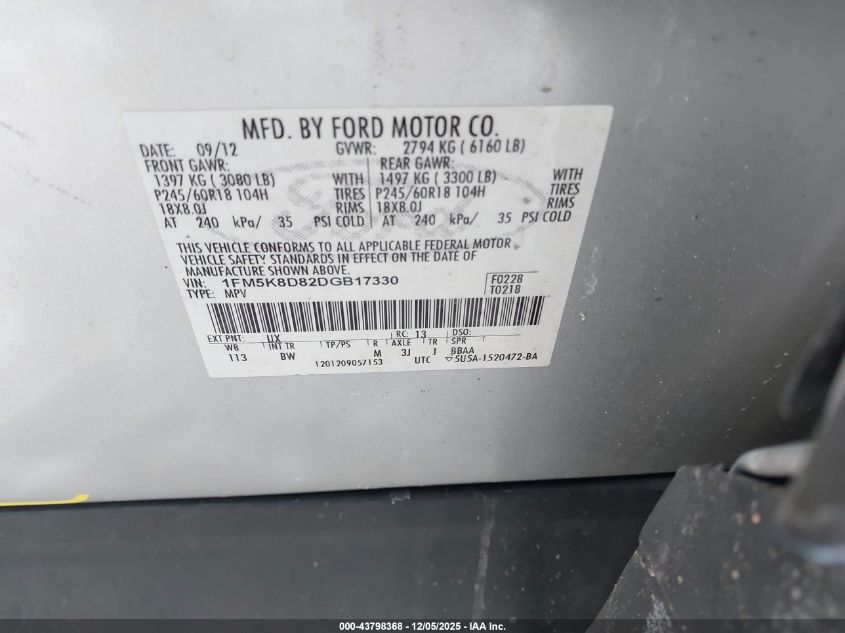 MFD. BY FORD MOTOR CO.
DATE: 09/12 GVWR: 2794 KG ( 6160 LB)
FRONT GAWR: REAR GAWR:
1397 KG ( 3080 LB) WITH 1497 KG ( 3300 LB) WITH
P245/60R18 104H TIRES P245/60R18 104H TIRES
18X8.0J RIMS 18X8.0J RIMS
AT 240 kPa/ 35 PSI COLD AT 240 kPa/ 35 PSI COLD
THIS VEHICLE CONFORMS TO ALL APPLICABLE FEDERAL MOTOR
VEHICLE SAFETY STANDARDS IN EFFECT ON THE DATE OF
MANUFACTURE SHOWN ABOVE.
VIN: 1FM5K8D82DGB17330 F0228
TYPE: MPV T0218
EXT PNT: UX RC: 13 DSO:
WB INT TR TP/PS R AXLE TR SPR
113 BW M 3J J BBAA
1201209057153 UTC ▽5U5A-1520472-BA
000-43798368 - 12/05/2025 - IAA Inc.